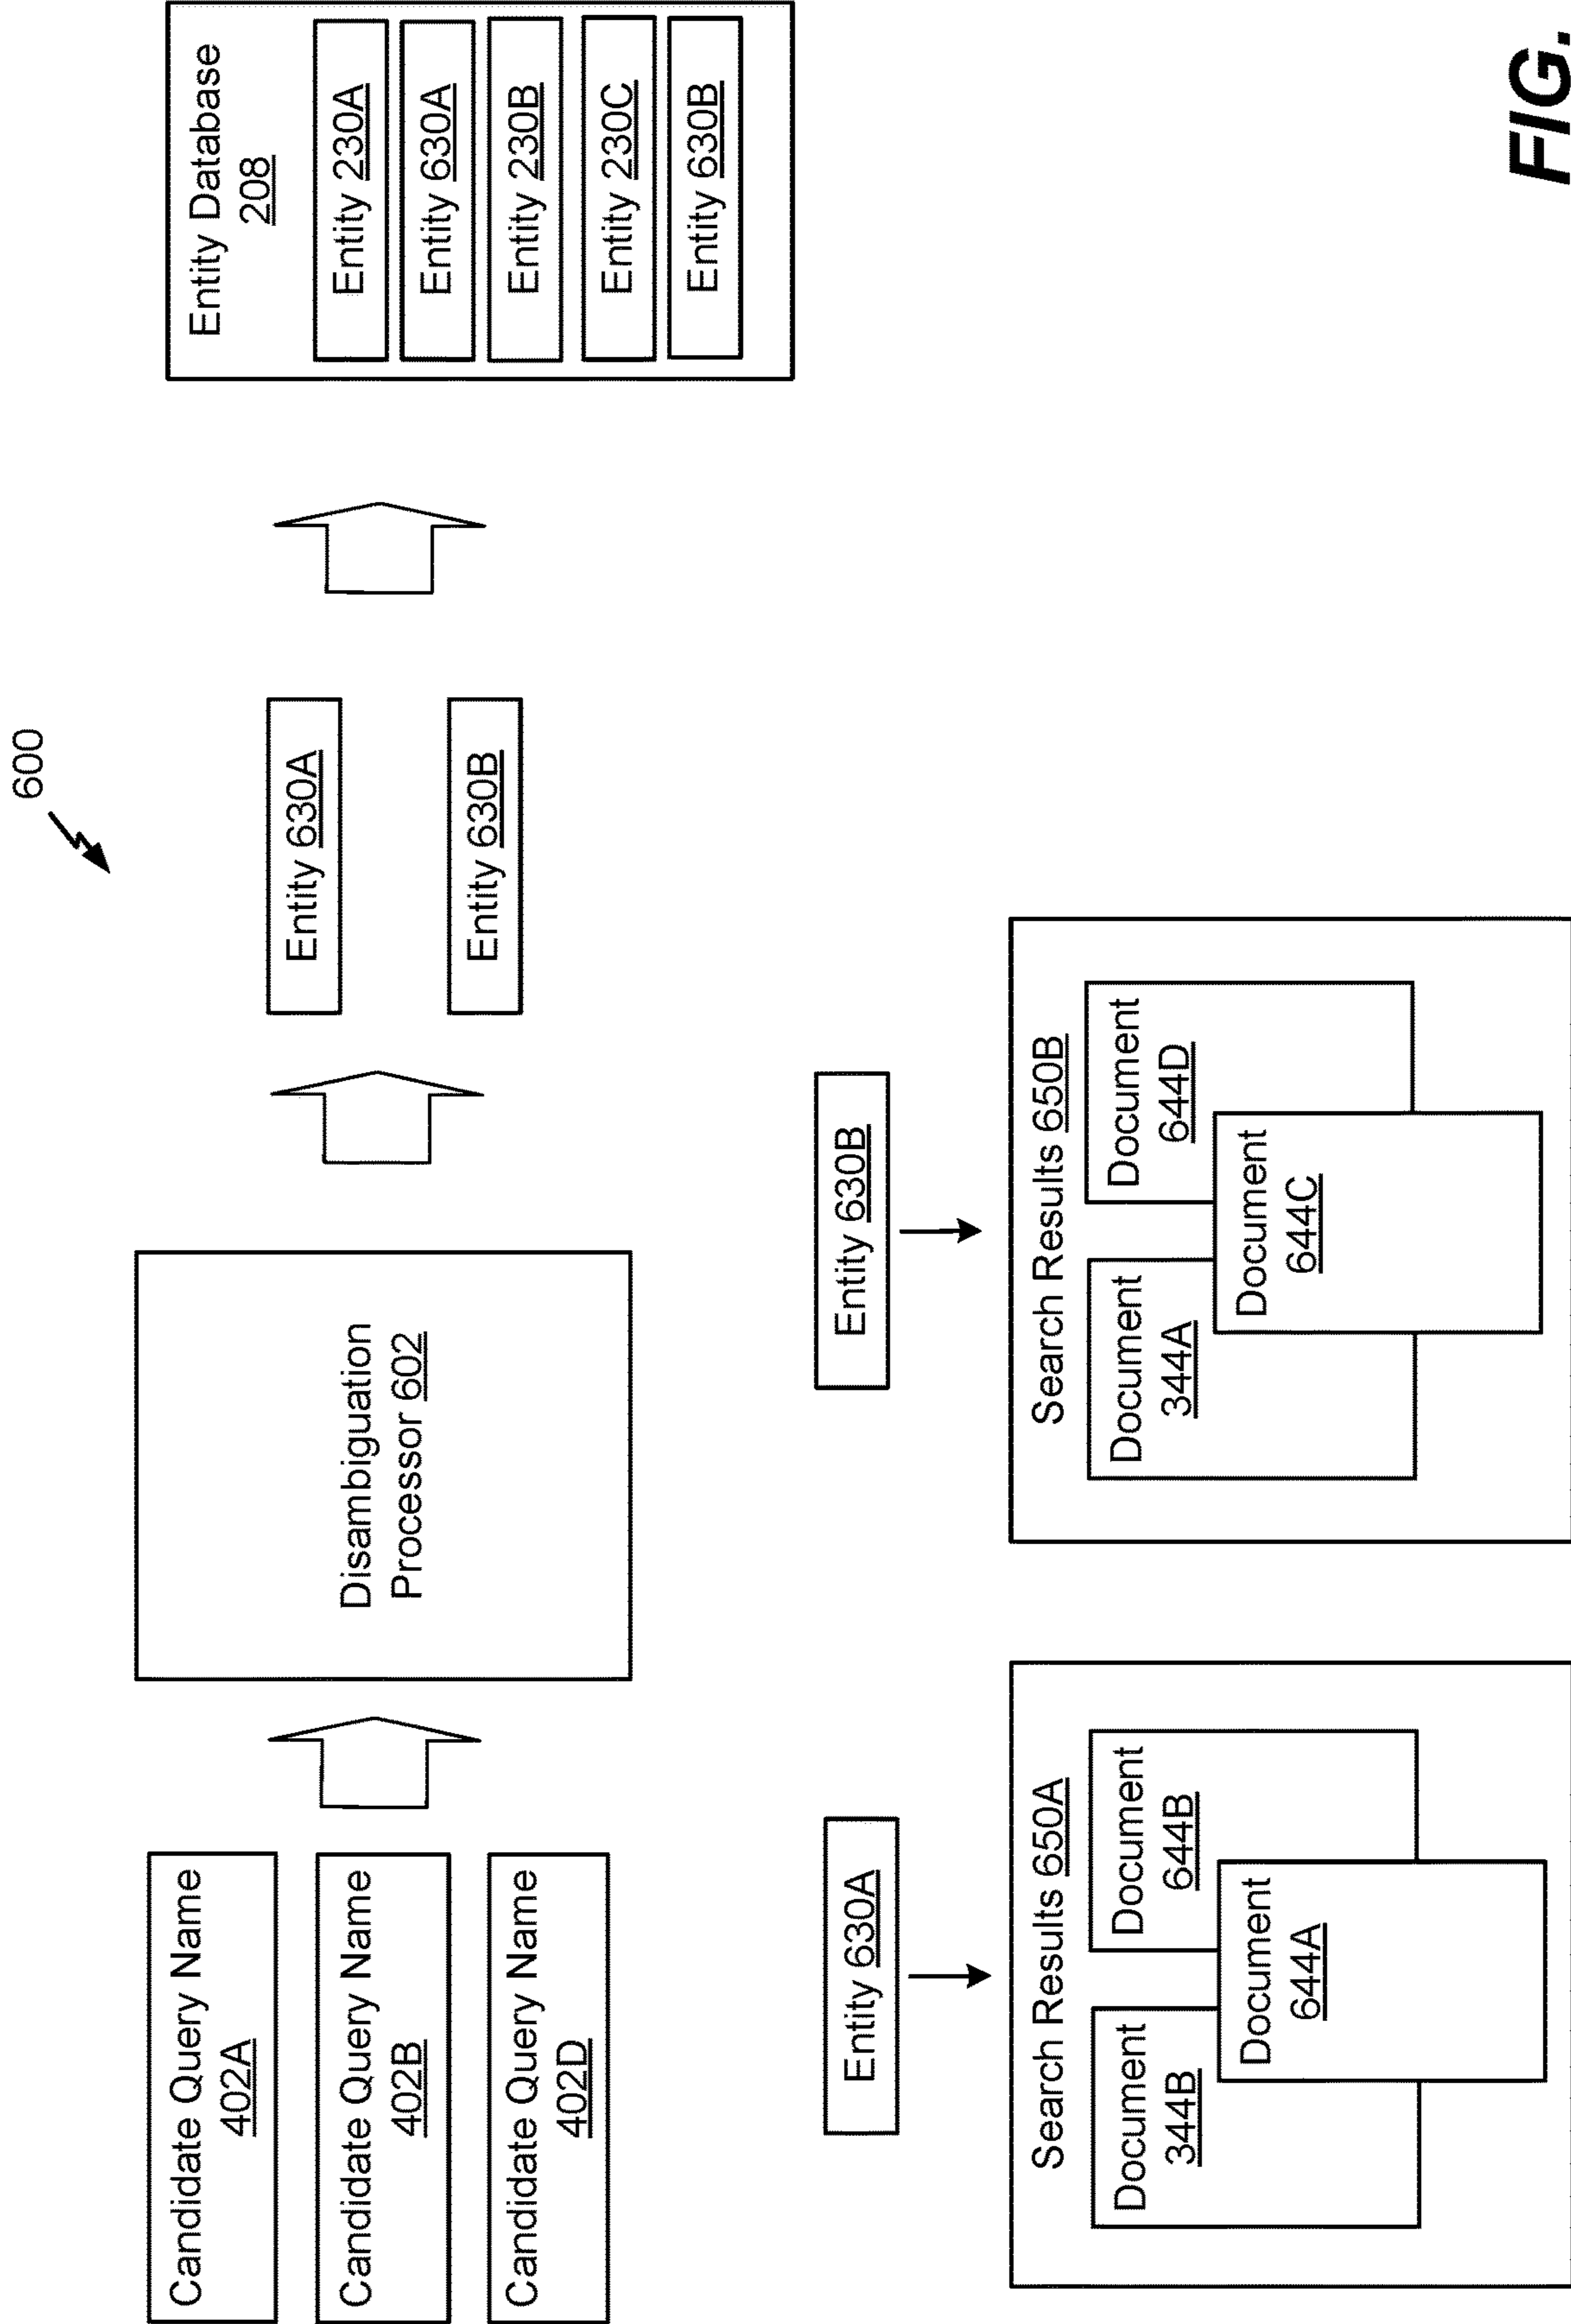 600
Candidate Query Name
402A
Candidate Query Name
402B
Candidate Query Name
402D
Disambiguation
Processor 602
Entity 630A
Entity 630B
Entity Database
208
Entity 230A
Entity 630A
Entity 230B
Entity 230C
Entity 630B
Entity 630A
Search Results 650A
Document
344B
Document
644B
Document
644A
Entity 630B
Search Results 650B
Document
344A
Document
644D
Document
644C
FIG.